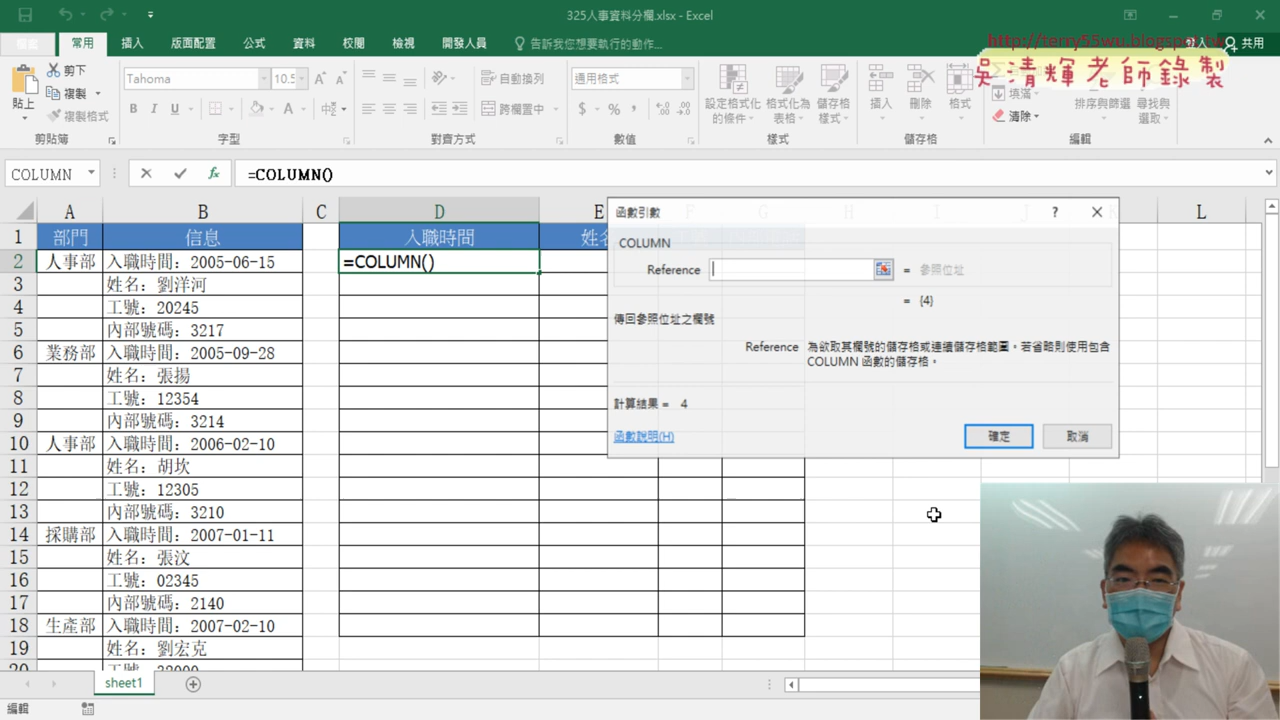 325人事資料分欄.xlsx - Excel
http://terry55wu.blogspot.tw
吳清輝老師錄製
常用 插入 版面配置 公式 資料 校閱 檢視 開發人員 告訴我您想要執行的動作... 共用
貼上 剪下 複製 複製格式 剪貼簿
Tahoma 10.5 B I U 字型
自動換列 跨欄置中 對齊方式
通用格式 $ % 數值
設定格式化的條件 格式化為表格 儲存格樣式 樣式
插入 刪除 格式 儲存格
填滿 清除 排序與篩選 尋找與選取 編輯
COLUMN fx =COLUMN()
A B C D E F G H I J K L
1 部門 信息 入職時間 姓名
2 人事部 入職時間: 2005-06-15 =COLUMN()
3 姓名: 劉洋河
4 工號: 20245
5 內部號碼: 3217
6 業務部 入職時間: 2005-09-28
7 姓名: 張揚
8 工號: 12354
9 內部號碼: 3214
10 人事部 入職時間: 2006-02-10
11 姓名: 胡坎
12 工號: 12305
13 內部號碼: 3210
14 採購部 入職時間: 2007-01-11
15 姓名: 張汶
16 工號: 02345
17 內部號碼: 2140
18 生產部 入職時間: 2007-02-10
19 姓名: 劉宏克
20 工號:
函數引數 ?
COLUMN
Reference = 參照位址
= {4}
傳回參照位址之欄號
Reference 為欲取其欄號的儲存格或連續儲存格範圍。若省略則使用包含
COLUMN 函數的儲存格。
計算結果 = 4
函數說明(H) 確定 取消
sheet1
編輯